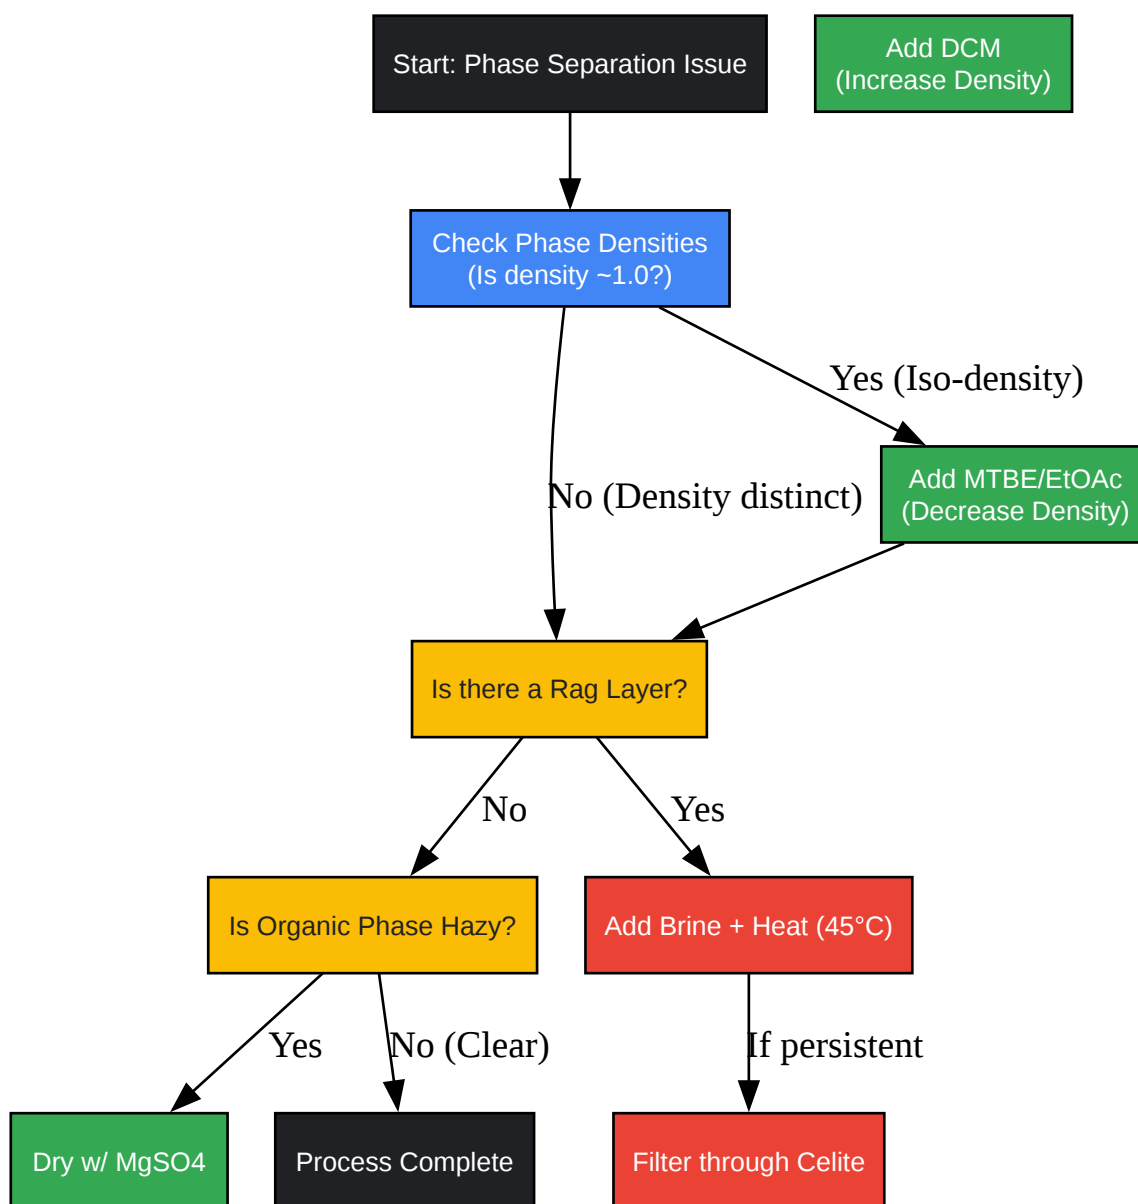 Start: Phase Separation Issue
Add DCM
(Increase Density)
Check Phase Densities
(Is density ~1.0?)
Yes (Iso-density)
No (Density distinct)
Add MTBE/EtOAc
(Decrease Density)
Is there a Rag Layer?
No
Yes
Is Organic Phase Hazy?
Add Brine + Heat (45°C)
Yes
No (Clear)
If persistent
Dry w/ MgSO4
Process Complete
Filter through Celite